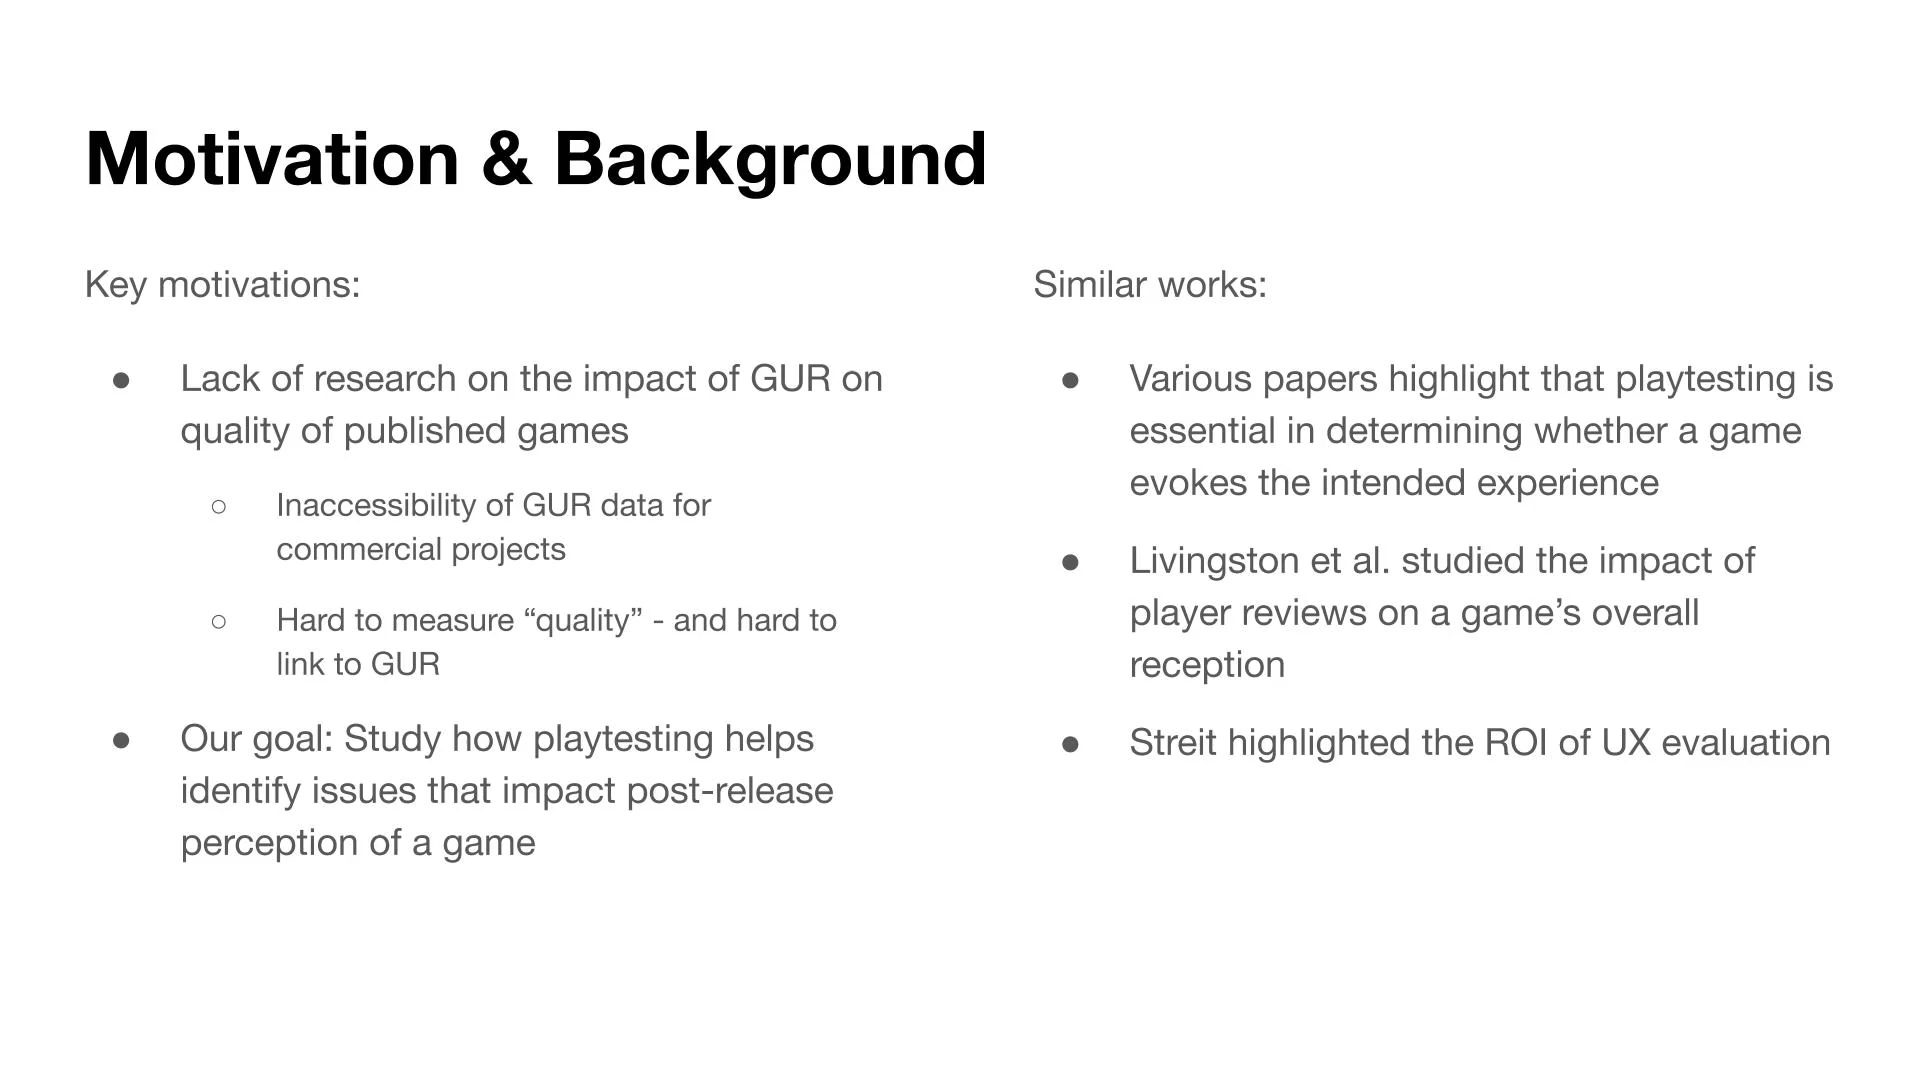 Motivation & Background
Key motivations:
● Lack of research on the impact of GUR on
quality of published games
○ Inaccessibility of GUR data for
commercial projects
○ Hard to measure “quality” - and hard to
link to GUR
● Our goal: Study how playtesting helps
identify issues that impact post-release
perception of a game
Similar works:
● Various papers highlight that playtesting is
essential in determining whether a game
evokes the intended experience
● Livingston et al. studied the impact of
player reviews on a game’s overall
reception
● Streit highlighted the ROI of UX evaluation